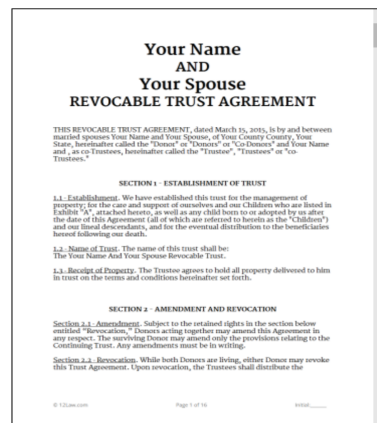 Your Name
AND
Your Spouse
REVOCABLE TRUST AGREEMENT
THIS REVOCABLE TRUST AGREEMENT, dated March 25, 2015, is by and between
married spouses Your Name and Your Spouse, of Your County County, Your
State, hereinafter called the "Donor" or "Donors" or "Co-Donors" and Your Name
and , as co-Trustees, hereinafter called the "Trustee", "Trustees" or "co-
Trustees."
SECTION 1 - ESTABLISHMENT OF TRUST
1.1 - Establishment. We have established this trust for the management of
property; for the care and support of ourselves and our Children who are listed in
Exhibit "A", attached hereto, as well as any child born to or adopted by us after
the date of this Agreement (all of which are referred to herein as the "Children")
and our lineal descendants, and for the eventual distribution to the beneficiaries
hereof following our death.
1.2 - Name of Trust. The name of this trust shall be:
The Your Name And Your Spouse Revocable Trust.
1.3 - Receipt of Property. The Trustee agrees to hold all property delivered to him
in trust on the terms and conditions hereinafter set forth.
SECTION 2 - AMENDMENT AND REVOCATION
Section 2.1 - Amendment. Subject to the retained rights in the section below
entitled "Revocation," Donors acting together may amend this Agreement in
any respect. The surviving Donor may amend only the provisions relating to the
Continuing Trust. Any amendments must be in writing.
Section 2.2 - Revocation. While both Donors are living, either Donor may revoke
this Trust Agreement. Upon revocation, the Trustees shall distribute the
© 12Law.com Page 1 of 16 Initial:_____